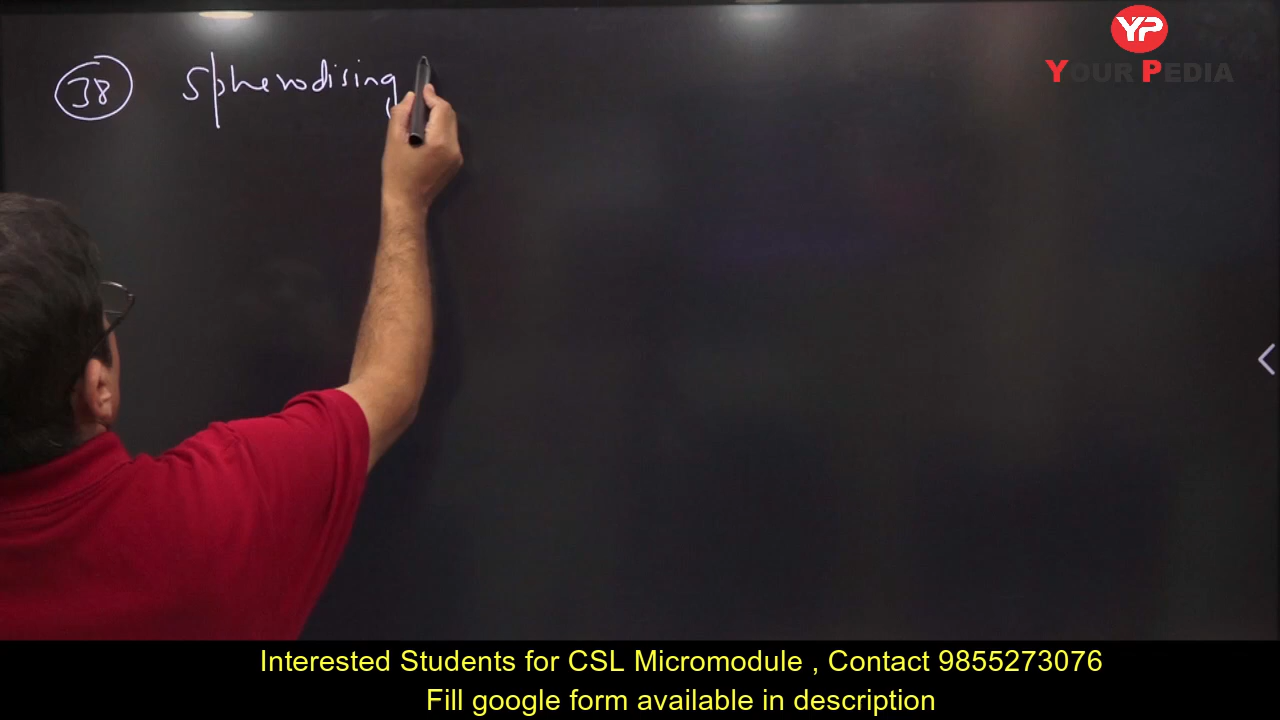 YP
YOUR PEDIA
38 Spherodising
Interested Students for CSL Micromodule , Contact 9855273076
Fill google form available in description